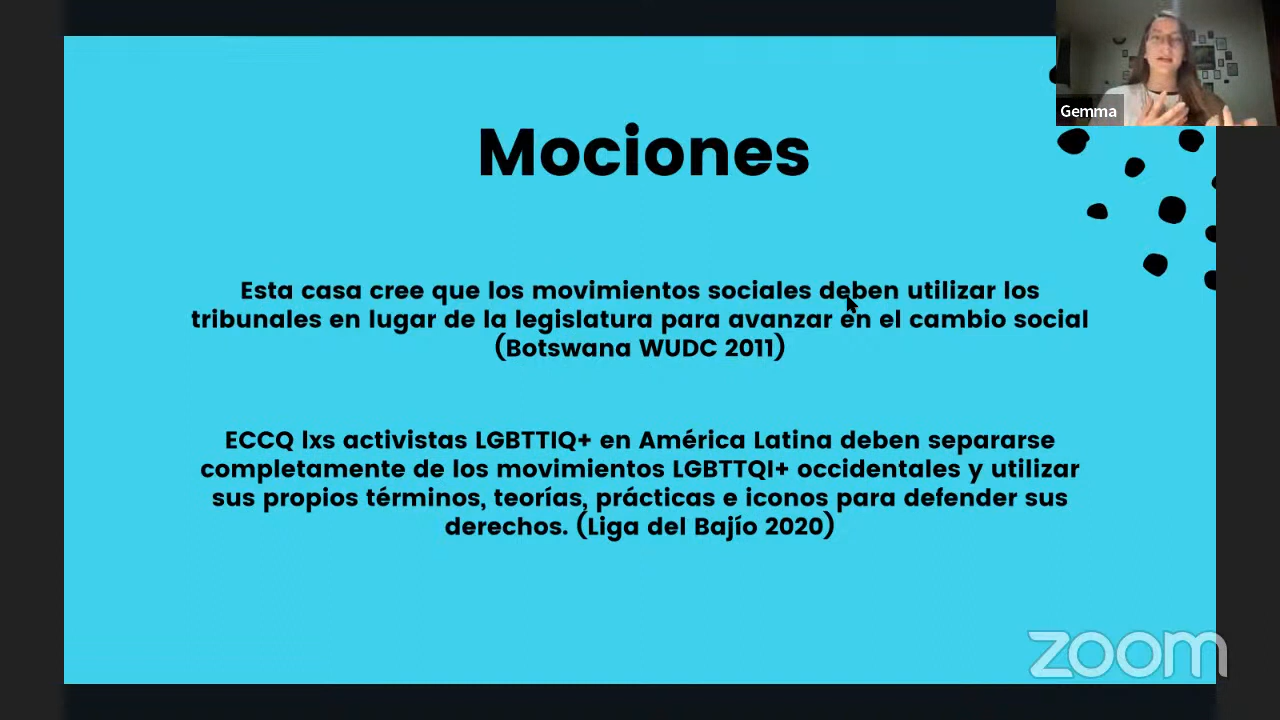 Gemma
Mociones
Esta casa cree que los movimientos sociales deben utilizar los
tribunales en lugar de la legislatura para avanzar en el cambio social
(Botswana WUDC 2011)
ECCQ lxs activistas LGBTTIQ+ en América Latina deben separarse
completamente de los movimientos LGBTTQI+ occidentales y utilizar
sus propios términos, teorías, prácticas e iconos para defender sus
derechos. (Liga del Bajío 2020)
zoom